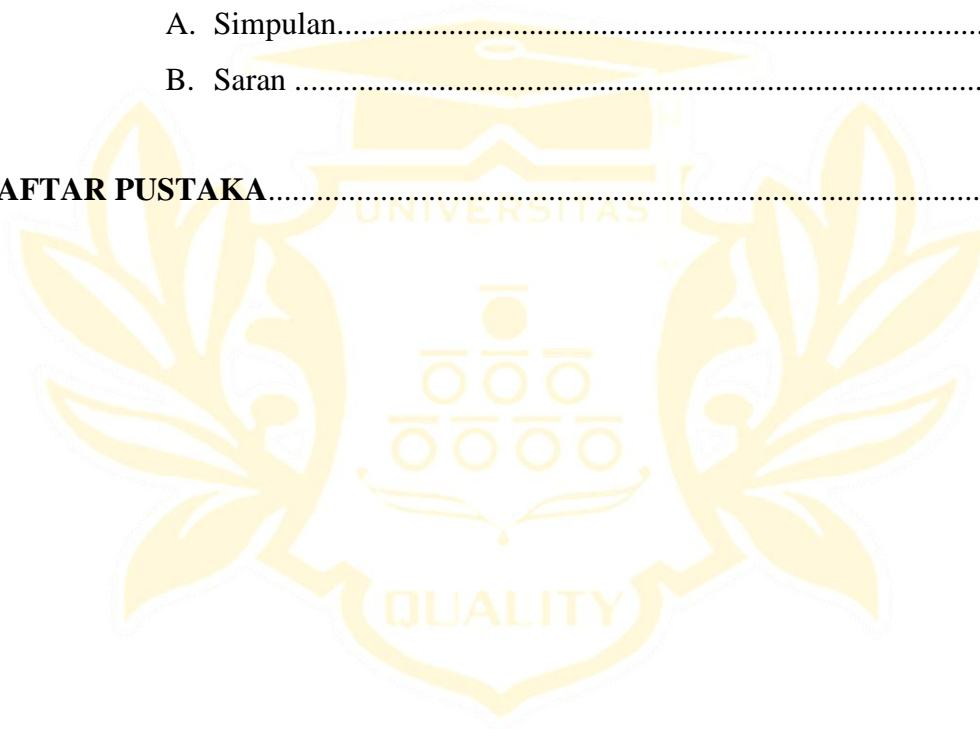 A. Simpulan................................................................................
B. Saran .....................................................................................
AFTAR PUSTAKA........................................................................................
UNIVERSITAS
QUALITY